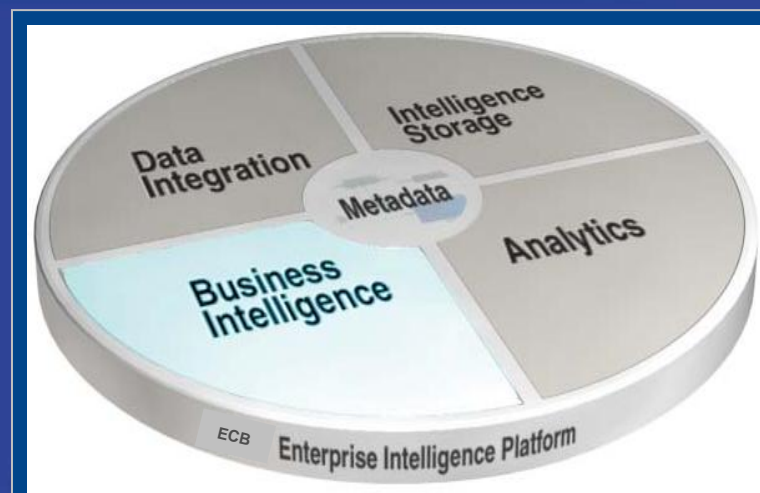 Data
Integration
Intelligence
Storage
Metadata
Business
Intelligence
Analytics
ECB Enterprise Intelligence Platform